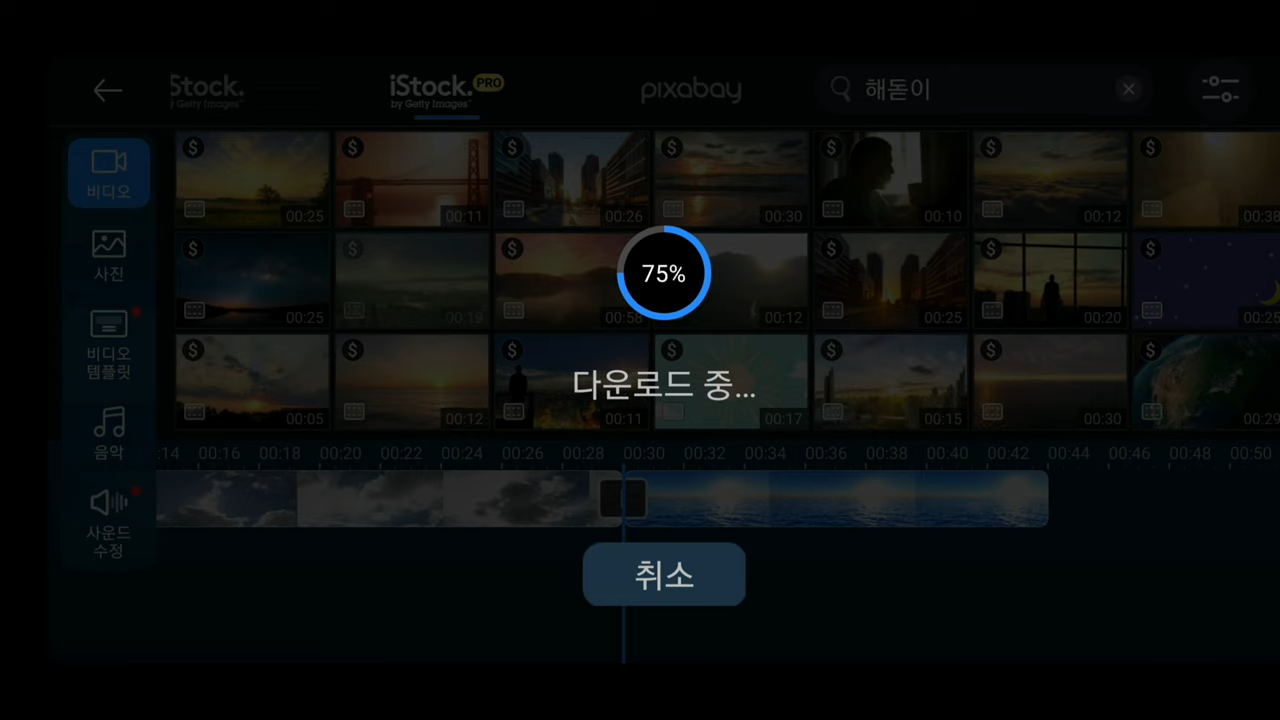 iStock.
by Getty Images™
iStock. PRO
by Getty Images™
pixabay
해돋이
비디오
사진
비디오
템플릿
음악
사운드
수정
$ $ $ $ $ $ $
00:25 00:11 00:26 00:30 00:10 00:12 00:38
$ $ $ $ $ $
00:25 00:19 00:58 00:12 00:25 00:20 00:25
75%
$ $ $ $ $ $ $
00:05 00:12 00:11 00:17 00:15 00:30 00:29
다운로드 중...
:14 00:16 00:18 00:20 00:22 00:24 00:26 00:28 00:30 00:32 00:34 00:36 00:38 00:40 00:42 00:44 00:46 00:48 00:50
취소